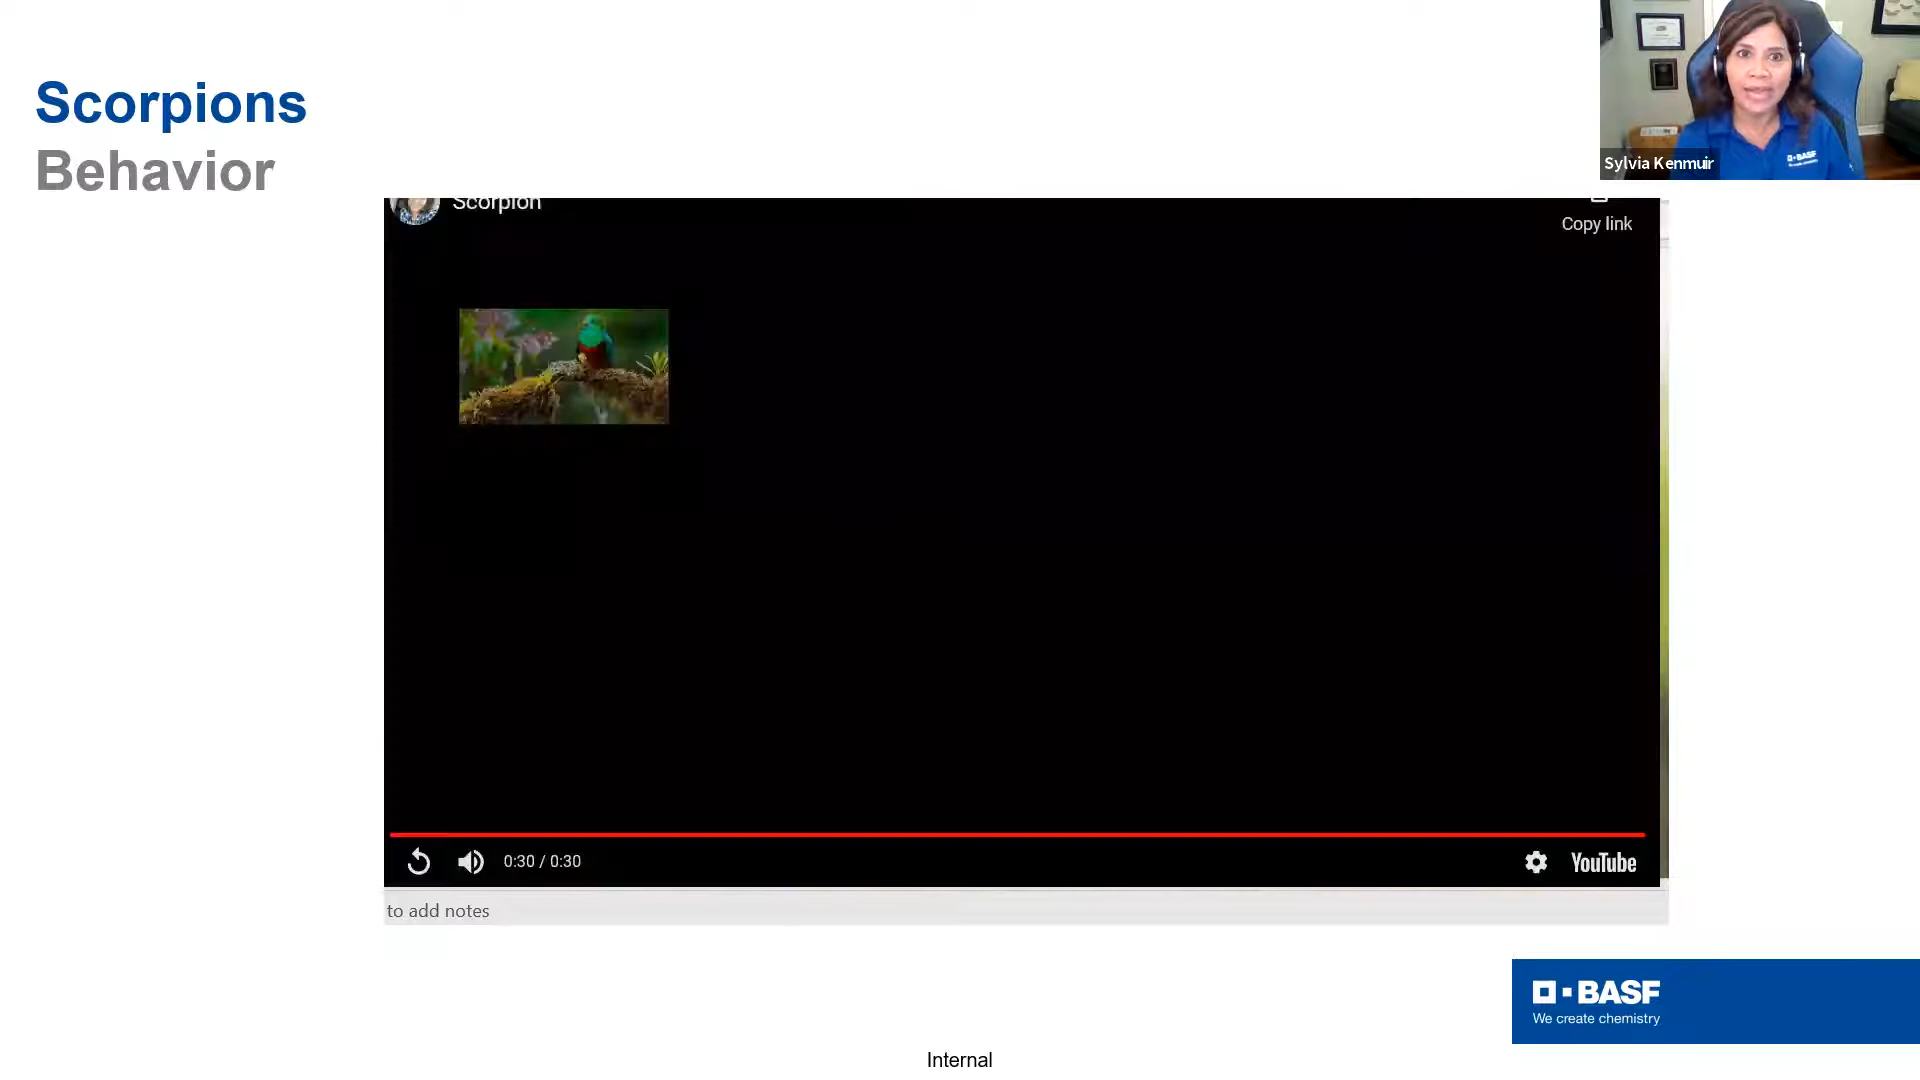 Scorpions
Behavior
BASF
Sylvia Kenmuir
Scorpion
Copy link
0:30 / 0:30
YouTube
to add notes
BASF
We create chemistry
Internal